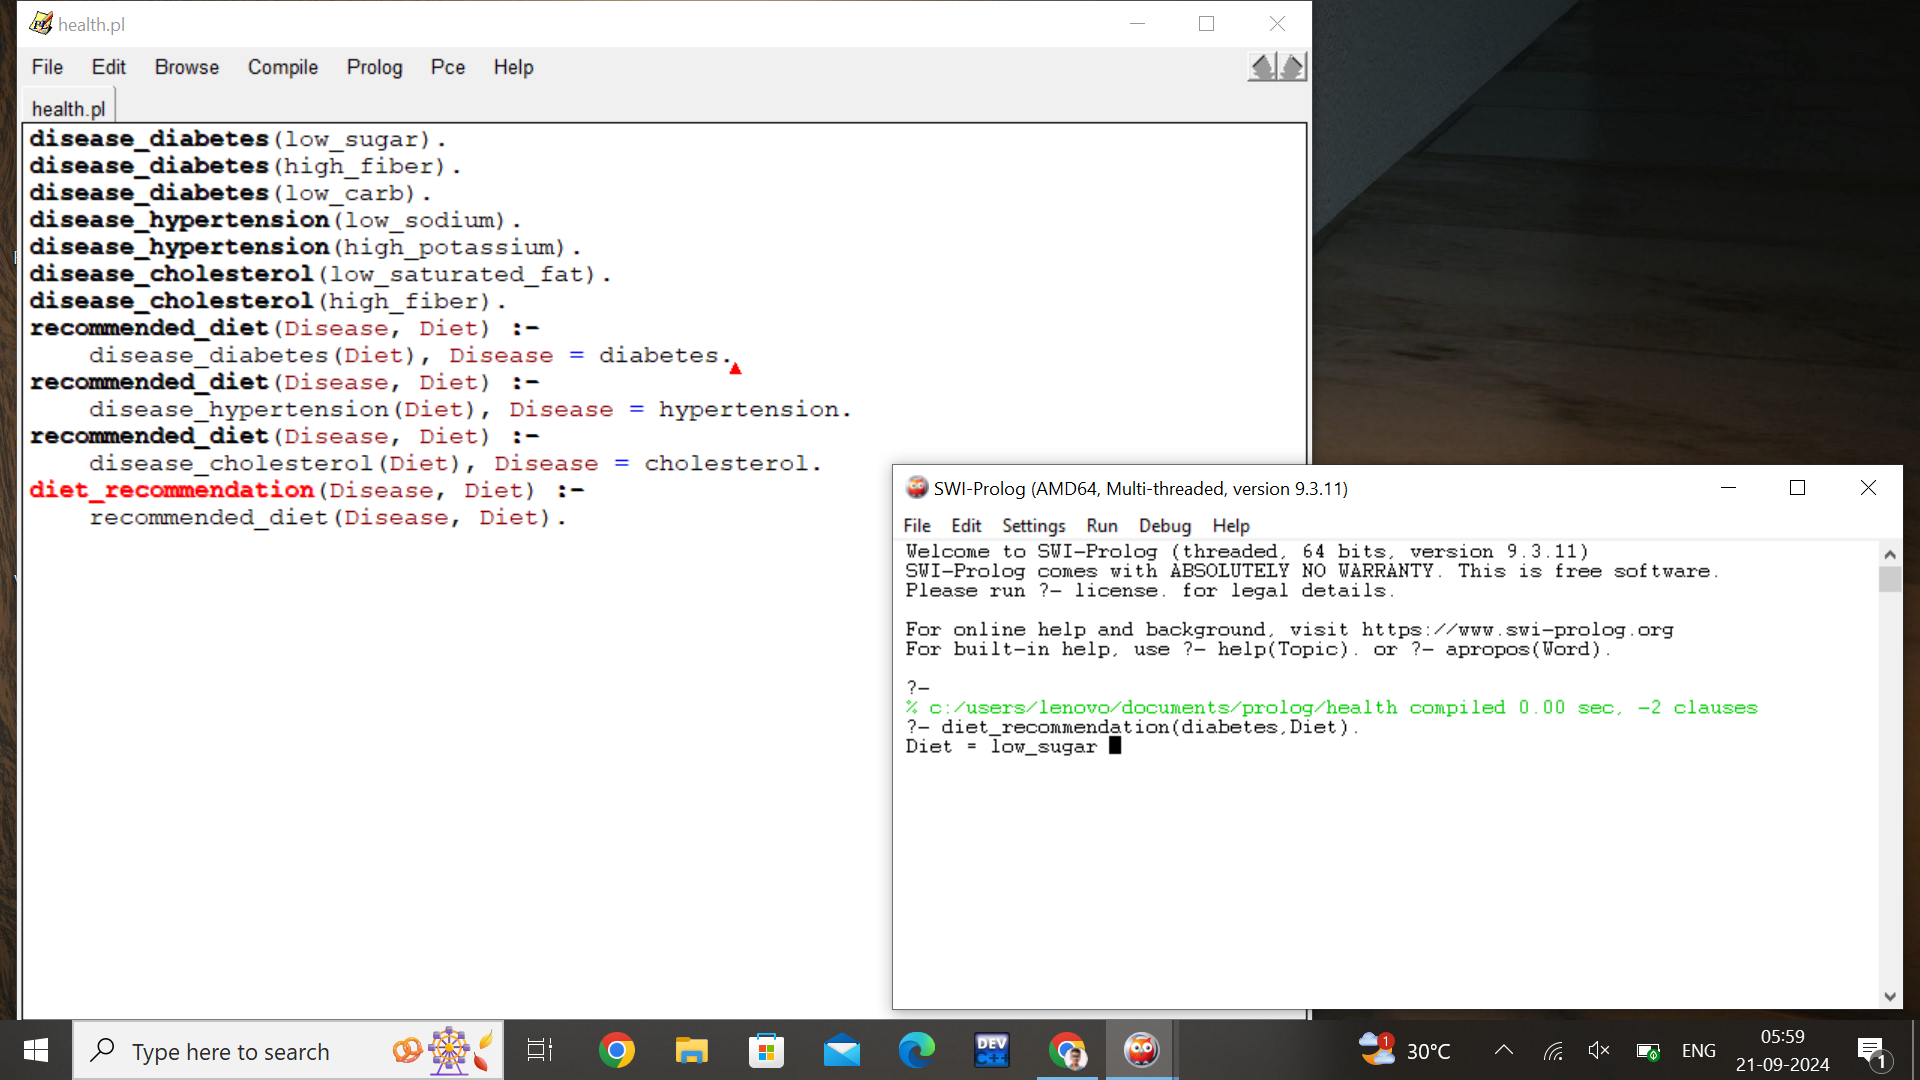 health.pl
File Edit Browse Compile Prolog Pce Help
health.pl
disease_diabetes(low_sugar).
disease_diabetes(high_fiber).
disease_diabetes(low_carb).
disease_hypertension(low_sodium).
disease_hypertension(high_potassium).
disease_cholesterol(low_saturated_fat).
disease_cholesterol(high_fiber).
recommended_diet(Disease, Diet) :-
    disease_diabetes(Diet), Disease = diabetes.
recommended_diet(Disease, Diet) :-
    disease_hypertension(Diet), Disease = hypertension.
recommended_diet(Disease, Diet) :-
    disease_cholesterol(Diet), Disease = cholesterol.
diet_recommendation(Disease, Diet) :-
    recommended_diet(Disease, Diet).
SWI-Prolog (AMD64, Multi-threaded, version 9.3.11)
File Edit Settings Run Debug Help
Welcome to SWI-Prolog (threaded, 64 bits, version 9.3.11)
SWI-Prolog comes with ABSOLUTELY NO WARRANTY. This is free software.
Please run ?- license. for legal details.
For online help and background, visit https://www.swi-prolog.org
For built-in help, use ?- help(Topic). or ?- apropos(Word).
?-
% c:/users/lenovo/documents/prolog/health compiled 0.00 sec, -2 clauses
?- diet_recommendation(diabetes,Diet).
Diet = low_sugar
Type here to search
DEV
C++
1
30°C
ENG
05:59
21-09-2024
1